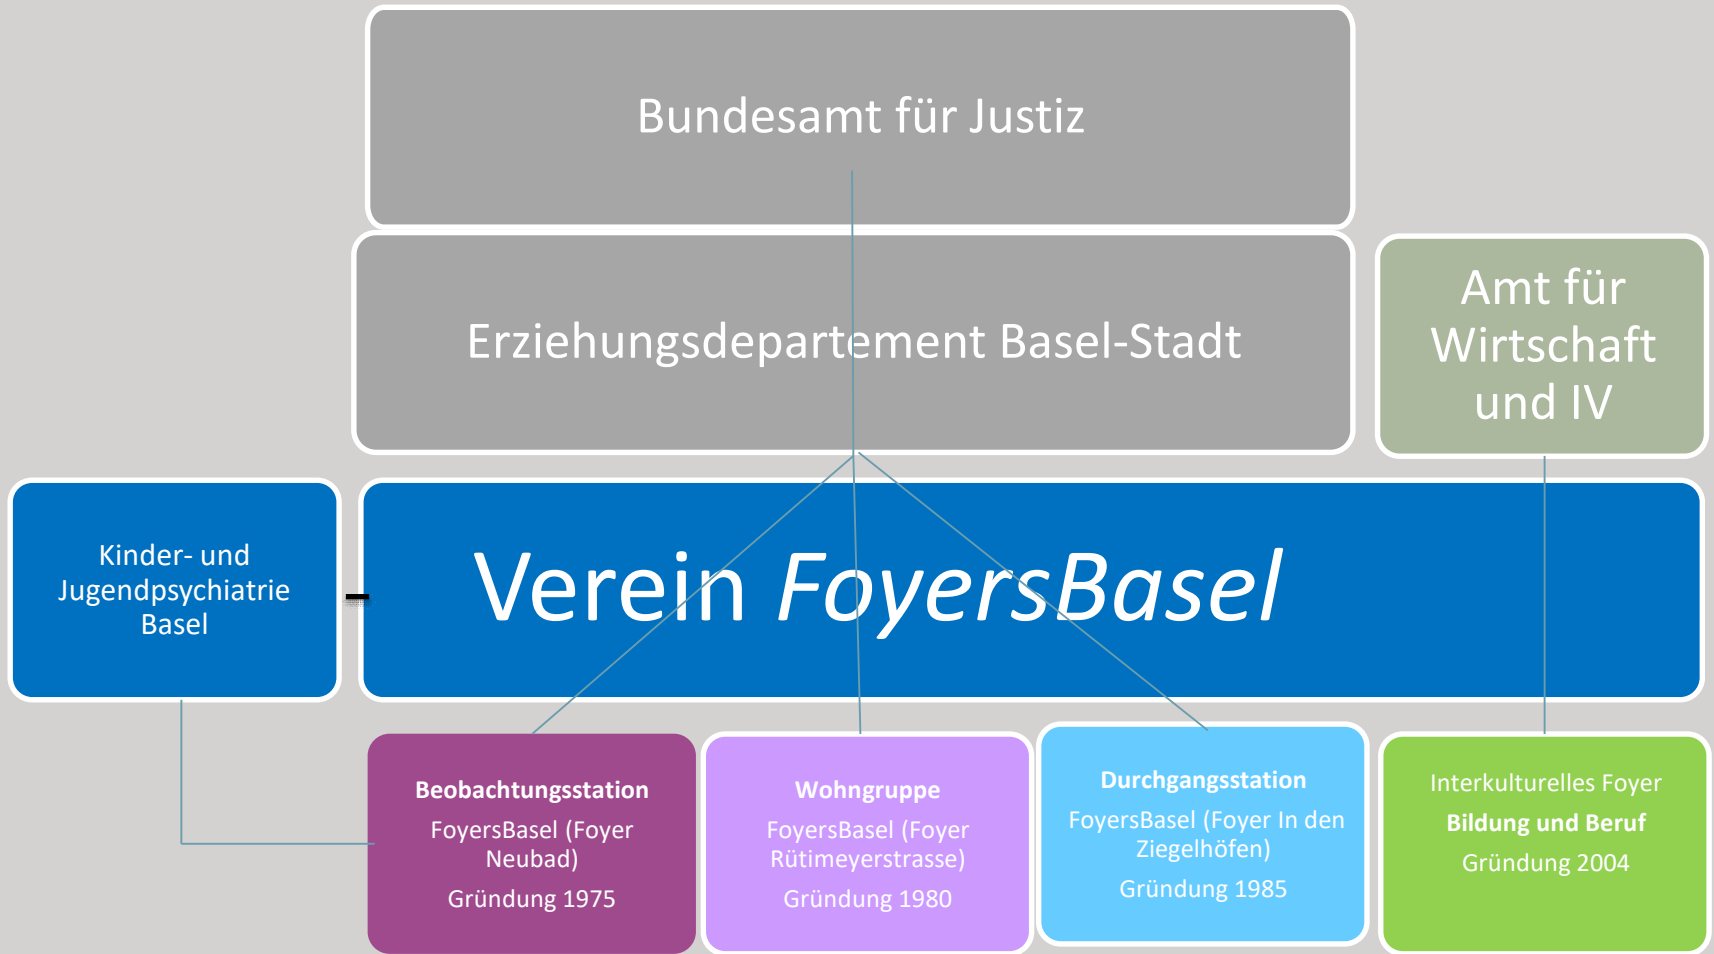 Bundesamt für Justiz
Erziehungsdepartement Basel-Stadt
Amt für
Wirtschaft
und IV
Kinder- und
Jugendpsychiatrie
Basel
Verein FoyersBasel
Beobachtungsstation
FoyersBasel (Foyer
Neubad)
Gründung 1975
Wohngruppe
FoyersBasel (Foyer
Rütimeyerstrasse)
Gründung 1980
Durchgangsstation
FoyersBasel (Foyer In den
Ziegelhöfen)
Gründung 1985
Interkulturelles Foyer
Bildung und Beruf
Gründung 2004